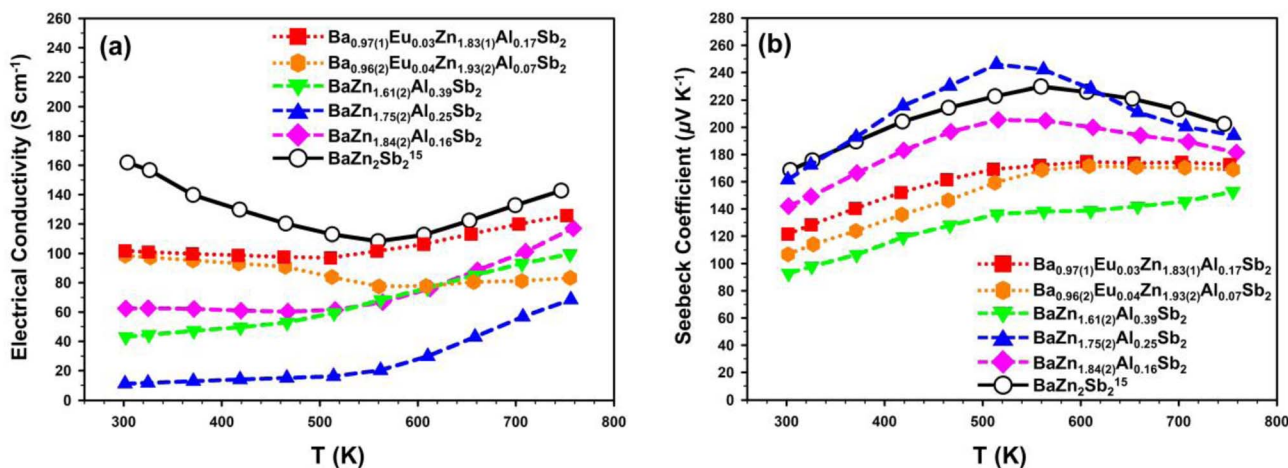 (a)
Electrical Conductivity (S cm⁻¹)
260
240
220
200
180
160
140
120
100
80
60
40
20
0
Ba₀.₉₇₍₁₎Eu₀.₀₃Zn₁.₈₃₍₁₎Al₀.₁₇Sb₂
Ba₀.₉₆₍₂₎Eu₀.₀₄Zn₁.₉₃₍₂₎Al₀.₀₇Sb₂
BaZn₁.₆₁₍₂₎Al₀.₃₉Sb₂
BaZn₁.₇₅₍₂₎Al₀.₂₅Sb₂
BaZn₁.₈₄₍₂₎Al₀.₁₆Sb₂
BaZn₂Sb₂¹⁵
300 400 500 600 700 800
T (K)
(b)
Seebeck Coefficient (μV K⁻¹)
280
260
240
220
200
180
160
140
120
100
80
60
40
20
0
Ba₀.₉₇₍₁₎Eu₀.₀₃Zn₁.₈₃₍₁₎Al₀.₁₇Sb₂
Ba₀.₉₆₍₂₎Eu₀.₀₄Zn₁.₉₃₍₂₎Al₀.₀₇Sb₂
BaZn₁.₆₁₍₂₎Al₀.₃₉Sb₂
BaZn₁.₇₅₍₂₎Al₀.₂₅Sb₂
BaZn₁.₈₄₍₂₎Al₀.₁₆Sb₂
BaZn₂Sb₂¹⁵
300 400 500 600 700 800
T (K)